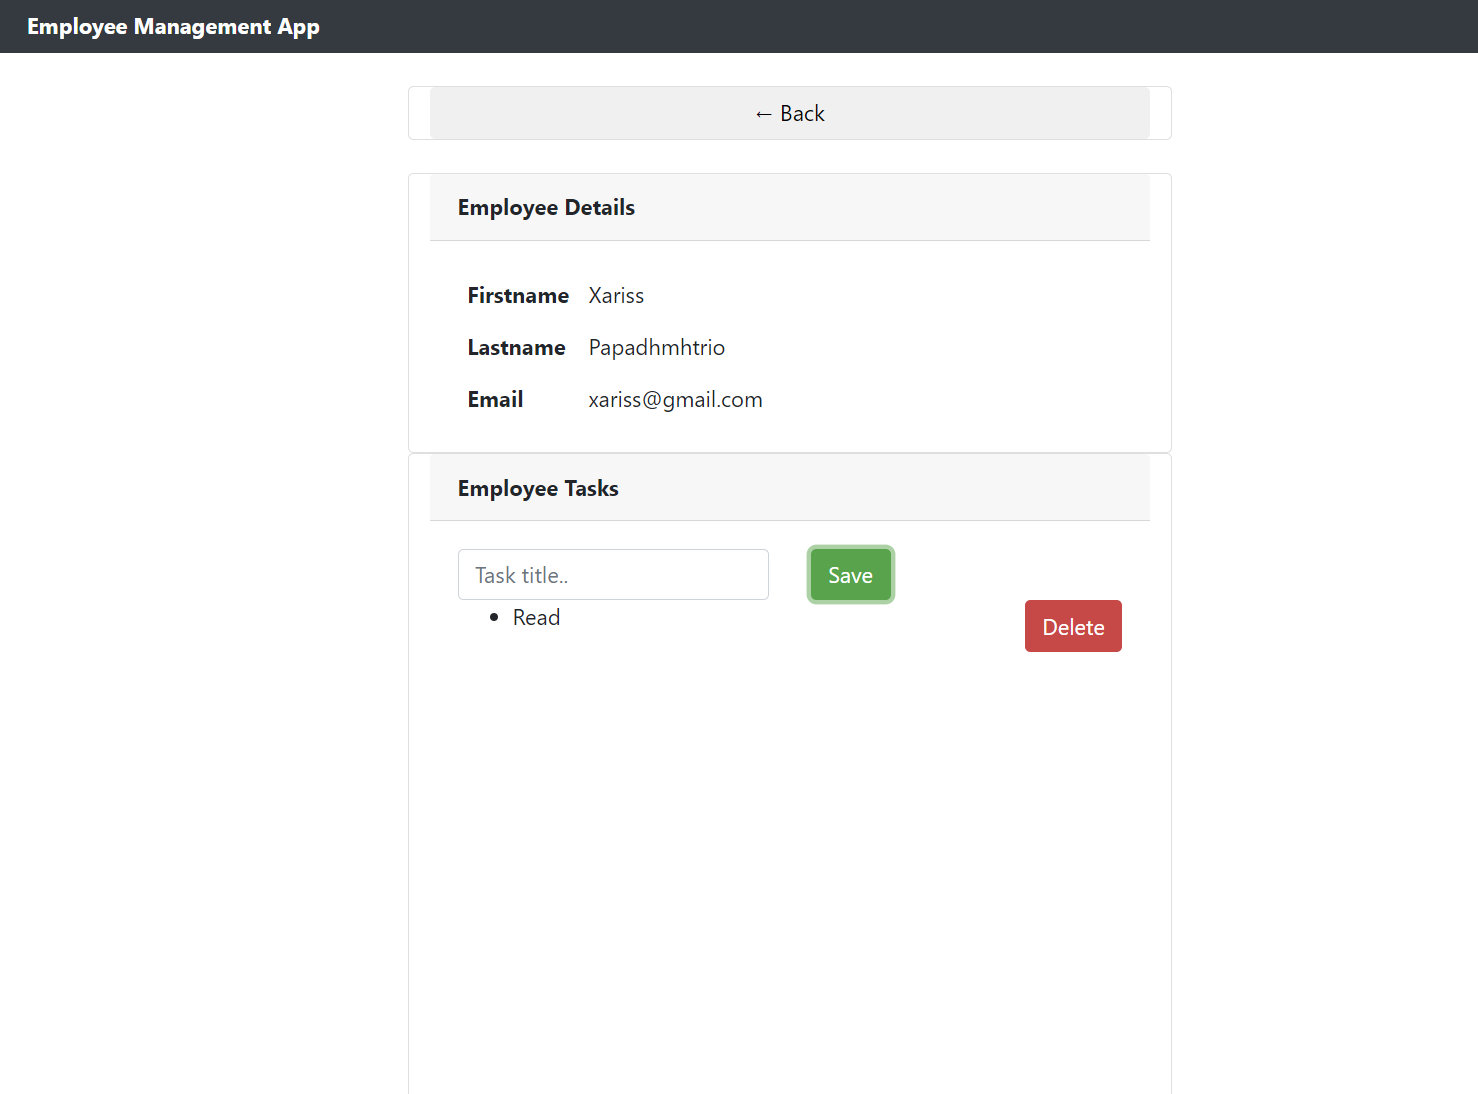 Employee Management App
← Back
Employee Details
Firstname Xariss
Lastname Papadhmhtrio
Email xariss@gmail.com
Employee Tasks
Task title.. Save
Read Delete